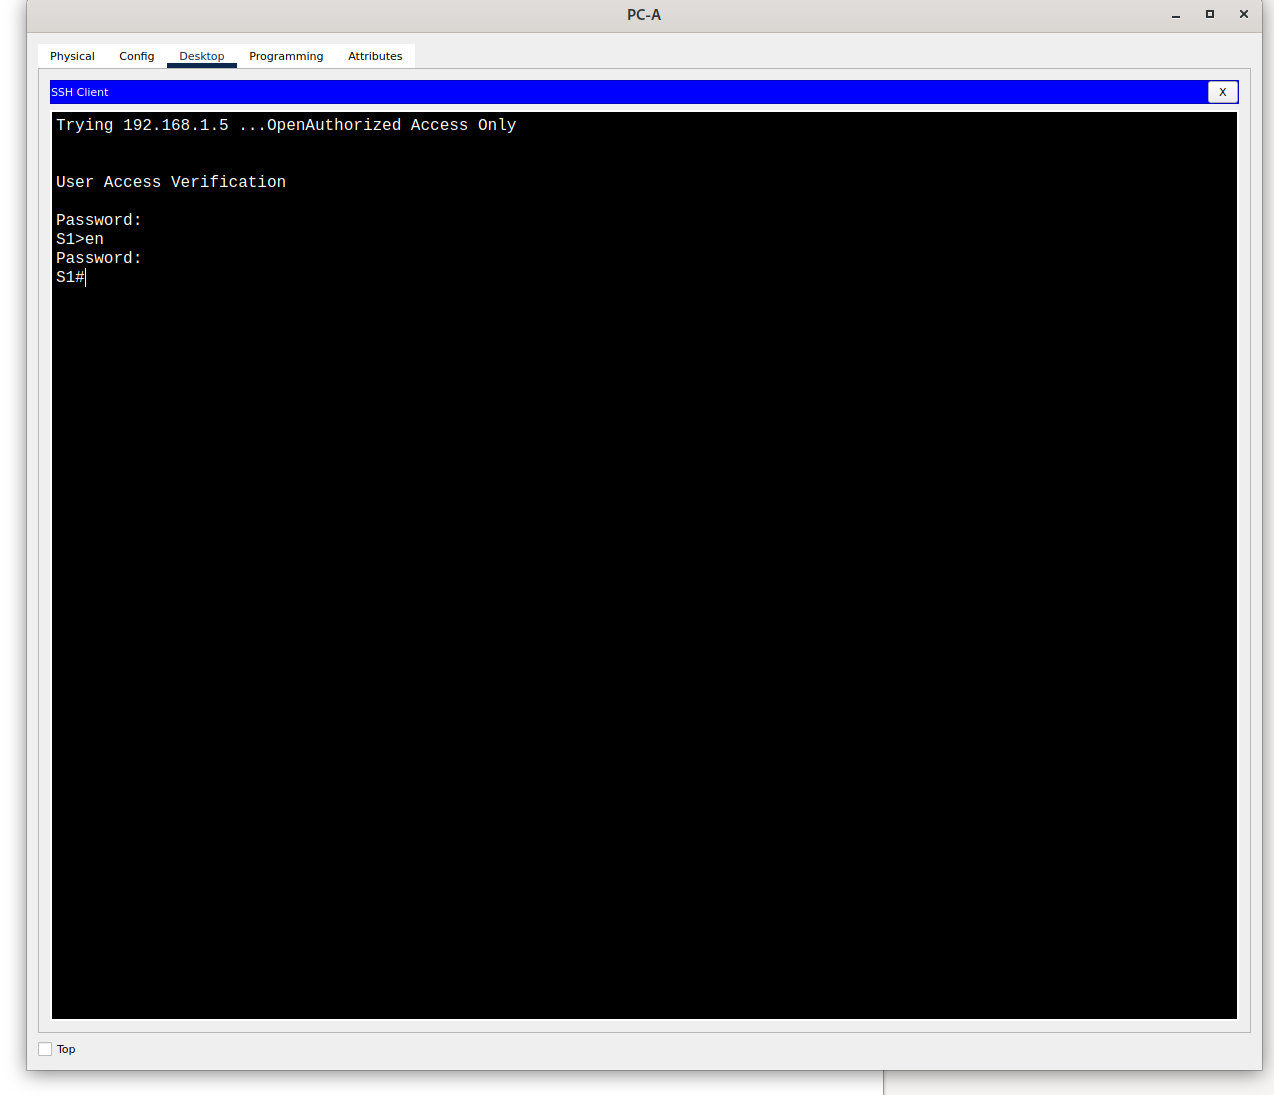 PC-A
Physical Config Desktop Programming Attributes
SSH Client X
Trying 192.168.1.5 ...OpenAuthorized Access Only
User Access Verification
Password:
S1>en
Password:
S1#
Top